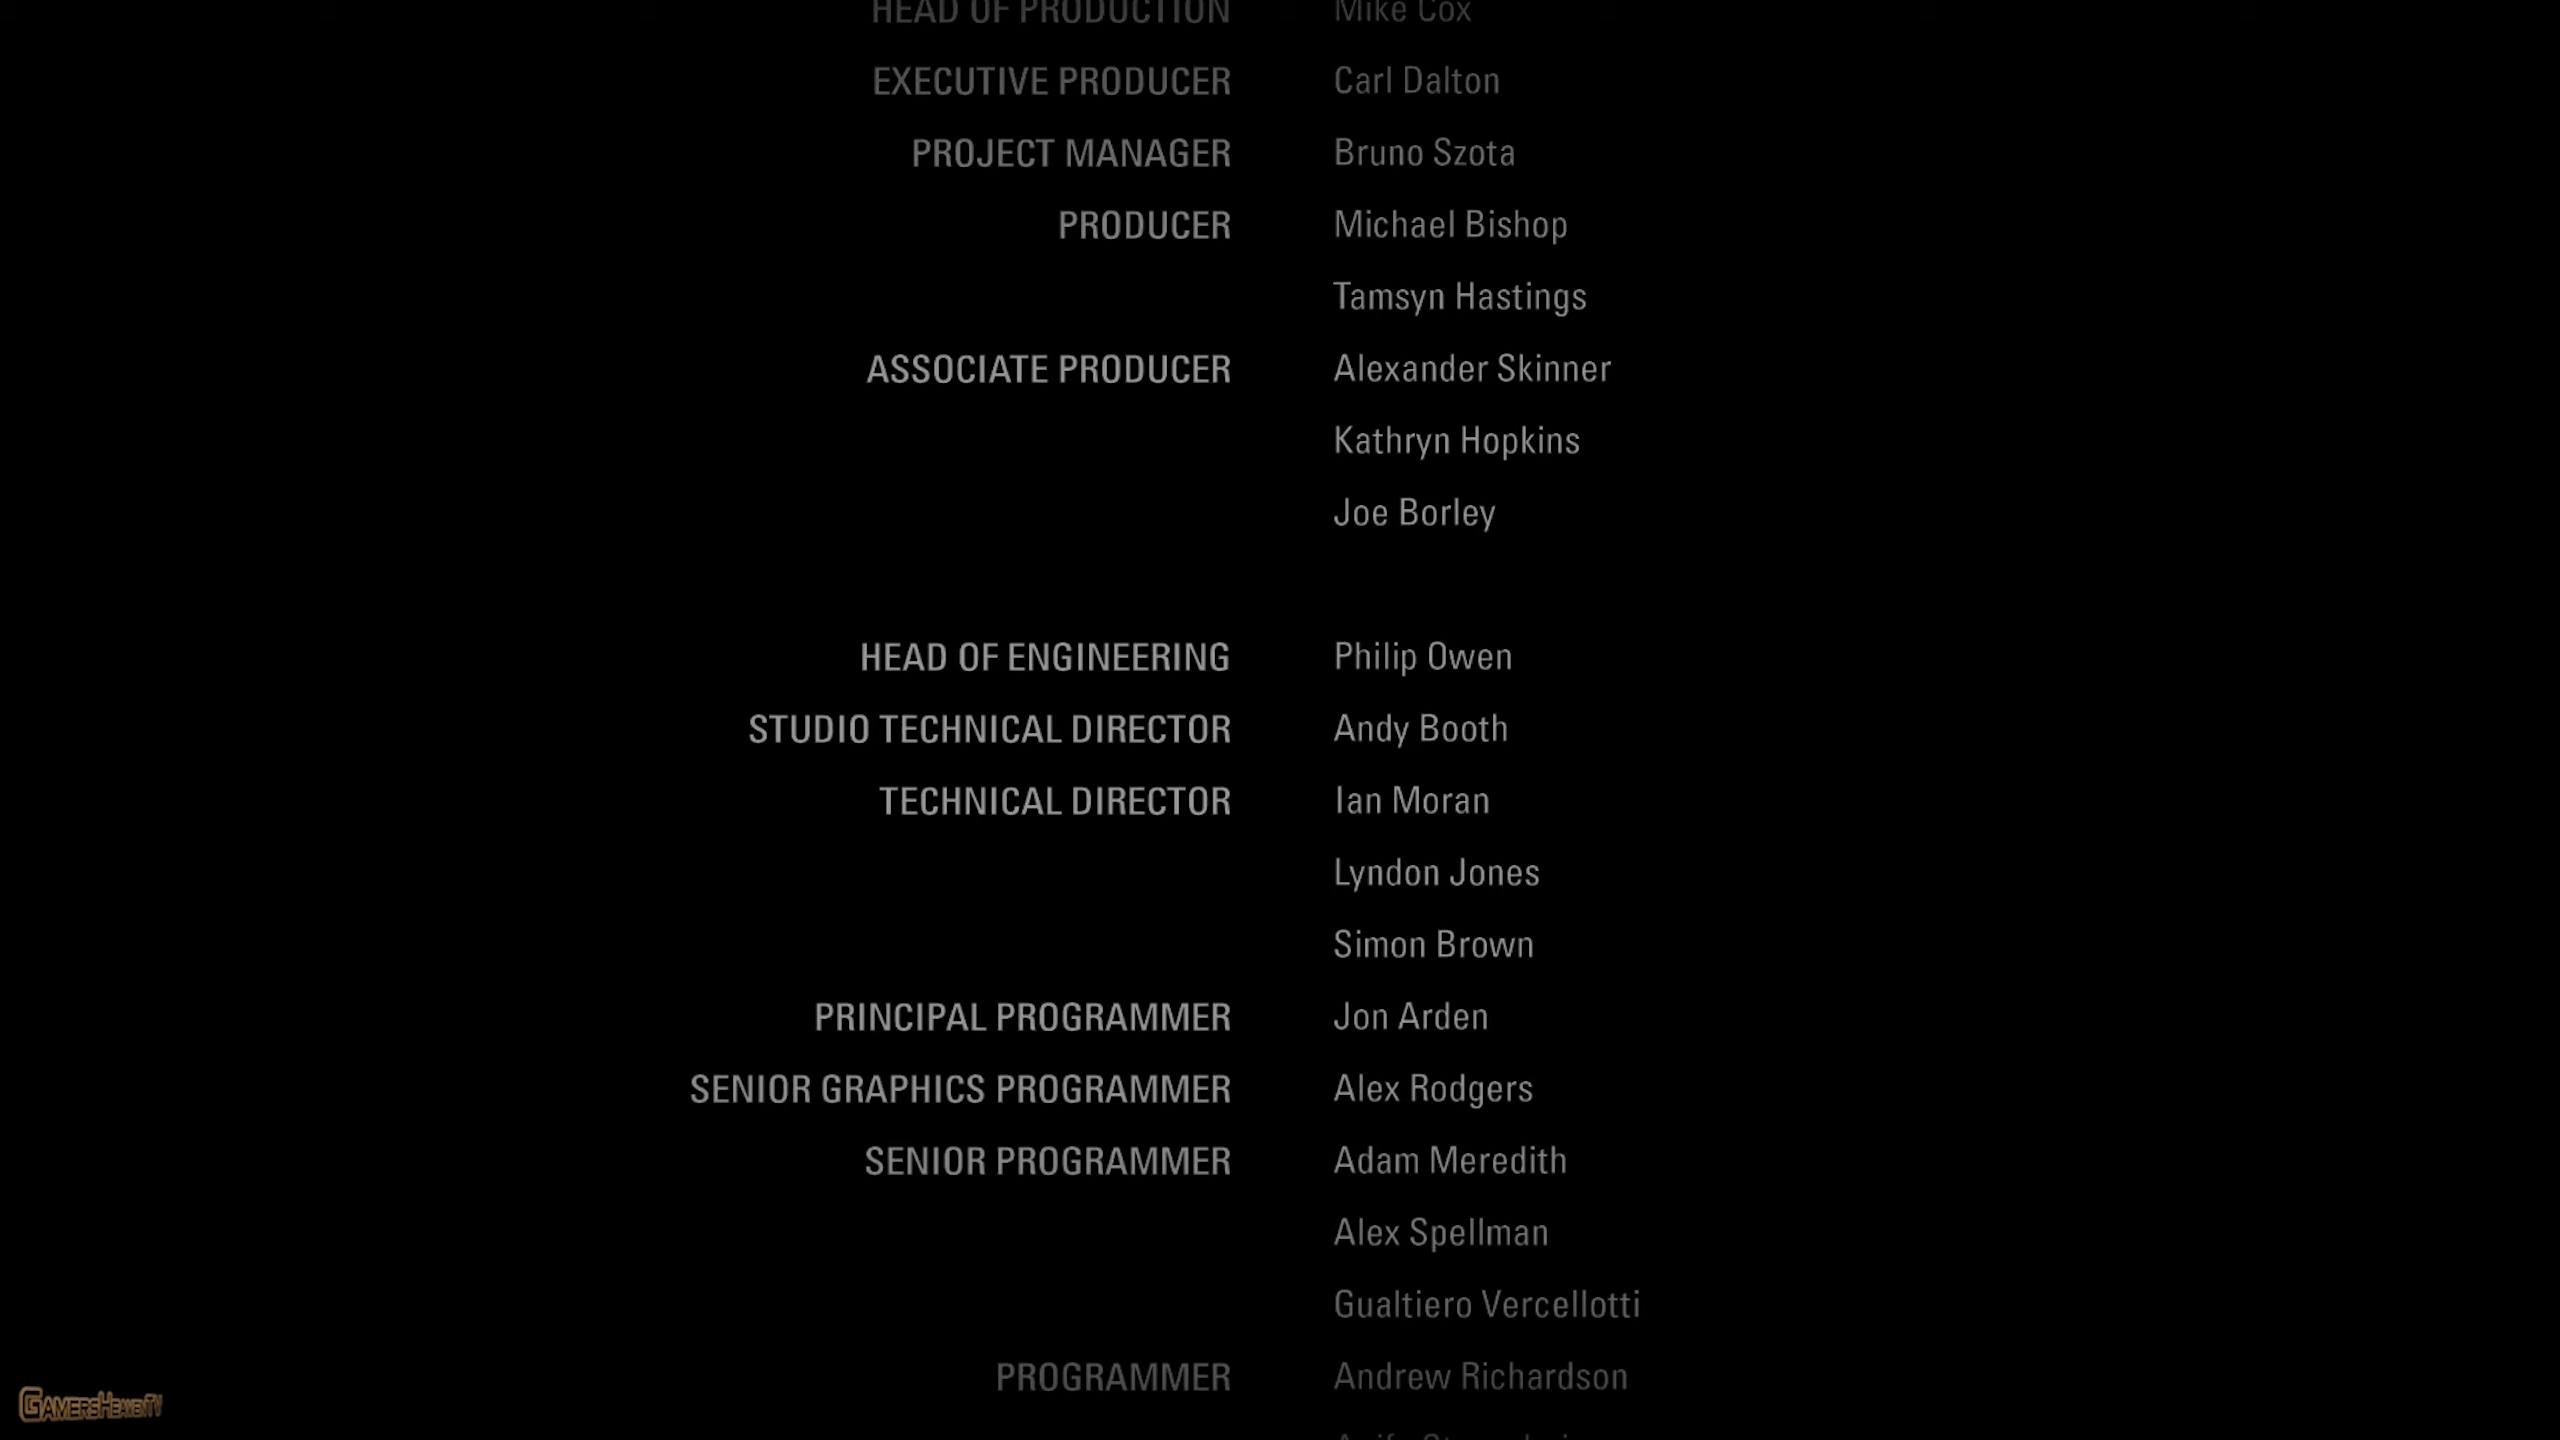 HEAD OF PRODUCTION Mike Cox
EXECUTIVE PRODUCER Carl Dalton
PROJECT MANAGER Bruno Szota
PRODUCER Michael Bishop
Tamsyn Hastings
ASSOCIATE PRODUCER Alexander Skinner
Kathryn Hopkins
Joe Borley
HEAD OF ENGINEERING Philip Owen
STUDIO TECHNICAL DIRECTOR Andy Booth
TECHNICAL DIRECTOR Ian Moran
Lyndon Jones
Simon Brown
PRINCIPAL PROGRAMMER Jon Arden
SENIOR GRAPHICS PROGRAMMER Alex Rodgers
SENIOR PROGRAMMER Adam Meredith
Alex Spellman
Gualtiero Vercellotti
PROGRAMMER Andrew Richardson
GAMERSHEAVENTV